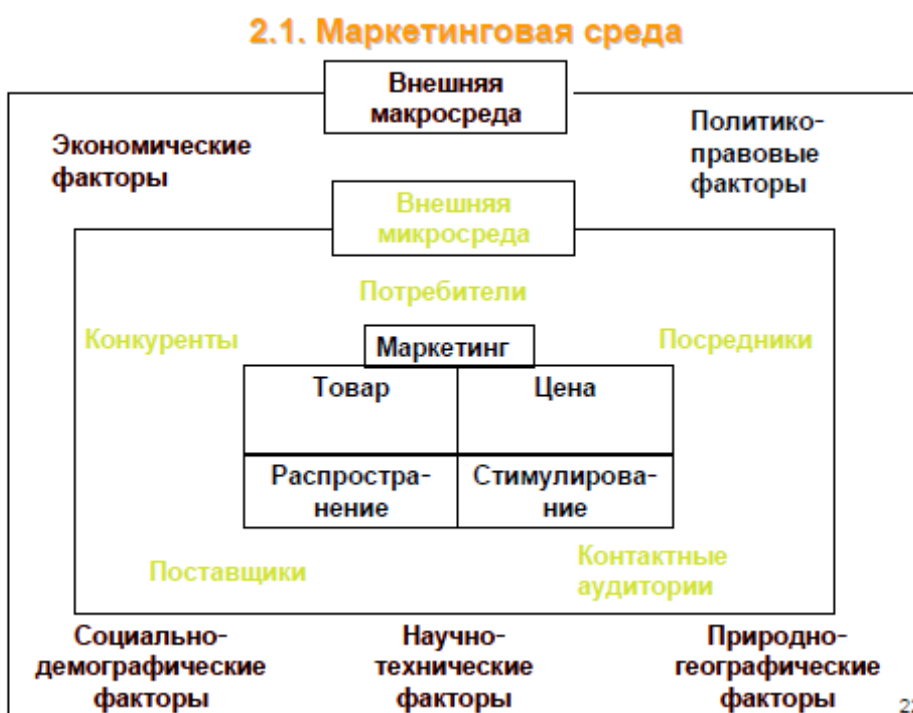 2.1. Маркетинговая среда
Внешняя
макросреда
Экономические
факторы
Политико-
правовые
факторы
Внешняя
микросреда
Потребители
Конкуренты
Посредники
Маркетинг
Товар
Цена
Распростра-
нение
Стимулирова-
ние
Поставщики
Контактные
аудитории
Социально-
демографические
факторы
Научно-
технические
факторы
Природно-
географические
факторы